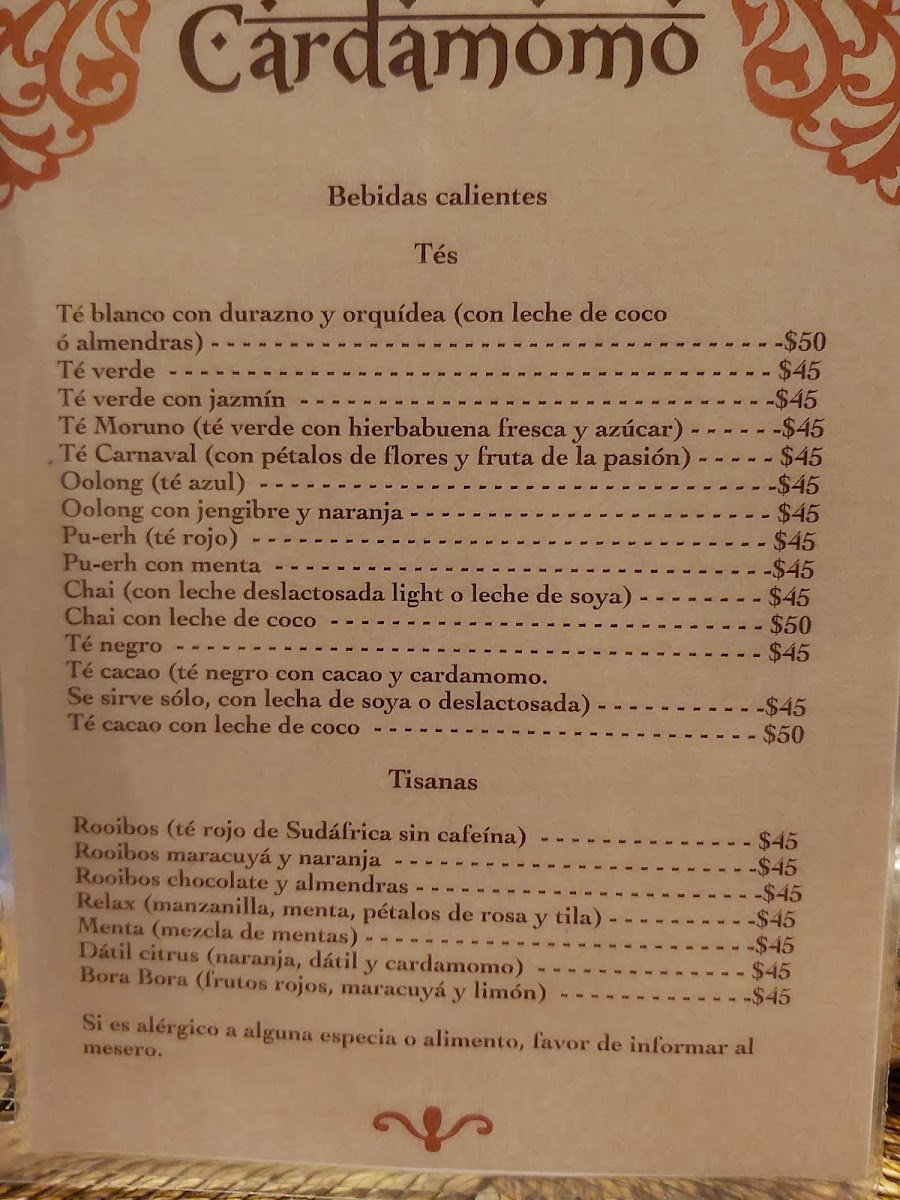 Cardamomo
Bebidas calientes
Tés
Té blanco con durazno y orquídea (con leche de coco
ó almendras) - - - - - - - - - - - - - - - - - - - - - - - - - - - - - - - - - - - -$50
Té verde - - - - - - - - - - - - - - - - - - - - - - - - - - - - - - - - - - - - - - $45
Té verde con jazmín - - - - - - - - - - - - - - - - - - - - - - - - - - - - - -$45
Té Moruno (té verde con hierbabuena fresca y azúcar) - - - - - -$45
Té Carnaval (con pétalos de flores y fruta de la pasión) - - - - - $45
Oolong (té azul) - - - - - - - - - - - - - - - - - - - - - - - - - - - - - - - - -$45
Oolong con jengibre y naranja - - - - - - - - - - - - - - - - - - - - - - - $45
Pu-erh (té rojo) - - - - - - - - - - - - - - - - - - - - - - - - - - - - - - - - - $45
Pu-erh con menta - - - - - - - - - - - - - - - - - - - - - - - - - - - - - - - -$45
Chai (con leche deslactosada light o leche de soya) - - - - - - - - $45
Chai con leche de coco - - - - - - - - - - - - - - - - - - - - - - - - - - - - $50
Té negro - - - - - - - - - - - - - - - - - - - - - - - - - - - - - - - - - - - - - - $45
Té cacao (té negro con cacao y cardamomo.
Se sirve sólo, con lecha de soya o deslactosada) - - - - - - - - - - -$45
Té cacao con leche de coco - - - - - - - - - - - - - - - - - - - - - - - - - $50
Tisanas
Rooibos (té rojo de Sudáfrica sin cafeína) - - - - - - - - - - - - - - $45
Rooibos maracuyá y naranja - - - - - - - - - - - - - - - - - - - - - - - -$45
Rooibos chocolate y almendras - - - - - - - - - - - - - - - - - - - - - - -$45
Relax (manzanilla, menta, pétalos de rosa y tila) - - - - - - - - - -$45
Menta (mezcla de mentas) - - - - - - - - - - - - - - - - - - - - - - - - - -$45
Dátil citrus (naranja, dátil y cardamomo) - - - - - - - - - - - - - - $45
Bora Bora (frutos rojos, maracuyá y limón) - - - - - - - - - - - - -$45
Si es alérgico a alguna especia o alimento, favor de informar al
mesero.